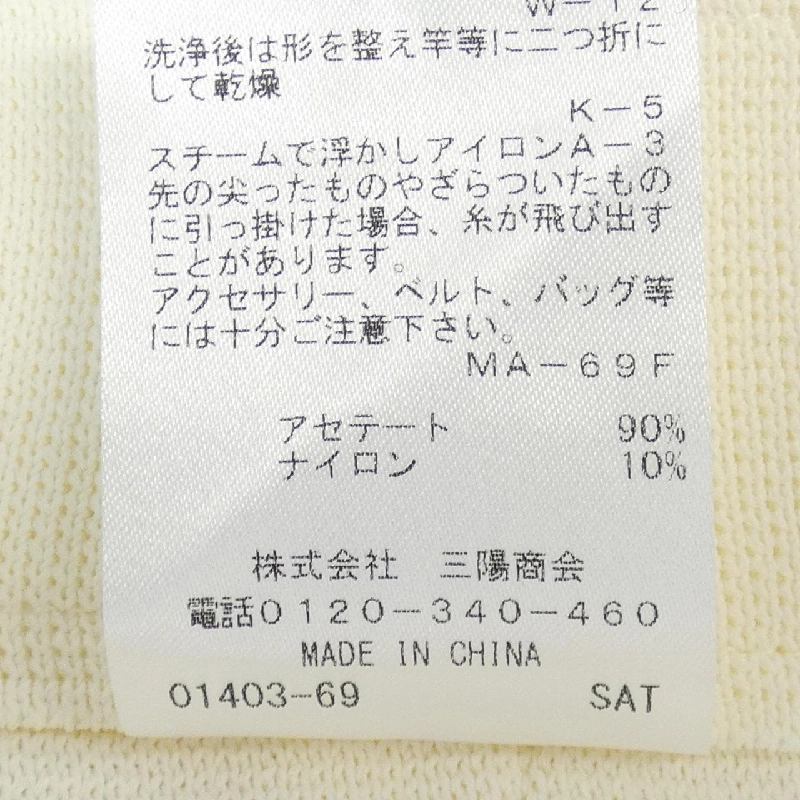 W－12
洗浄後は形を整え竿等に二つ折に
して乾燥
K－5
スチームで浮かしアイロンA－3
先の尖ったものやざらついたもの
に引っ掛けた場合、糸が飛び出す
ことがあります。
アクセサリー、ベルト、バッグ等
には十分ご注意下さい。
MA－69F
アセテート 90%
ナイロン 10%
株式会社 三陽商会
電話0120－340－460
MADE IN CHINA
01403-69 SAT